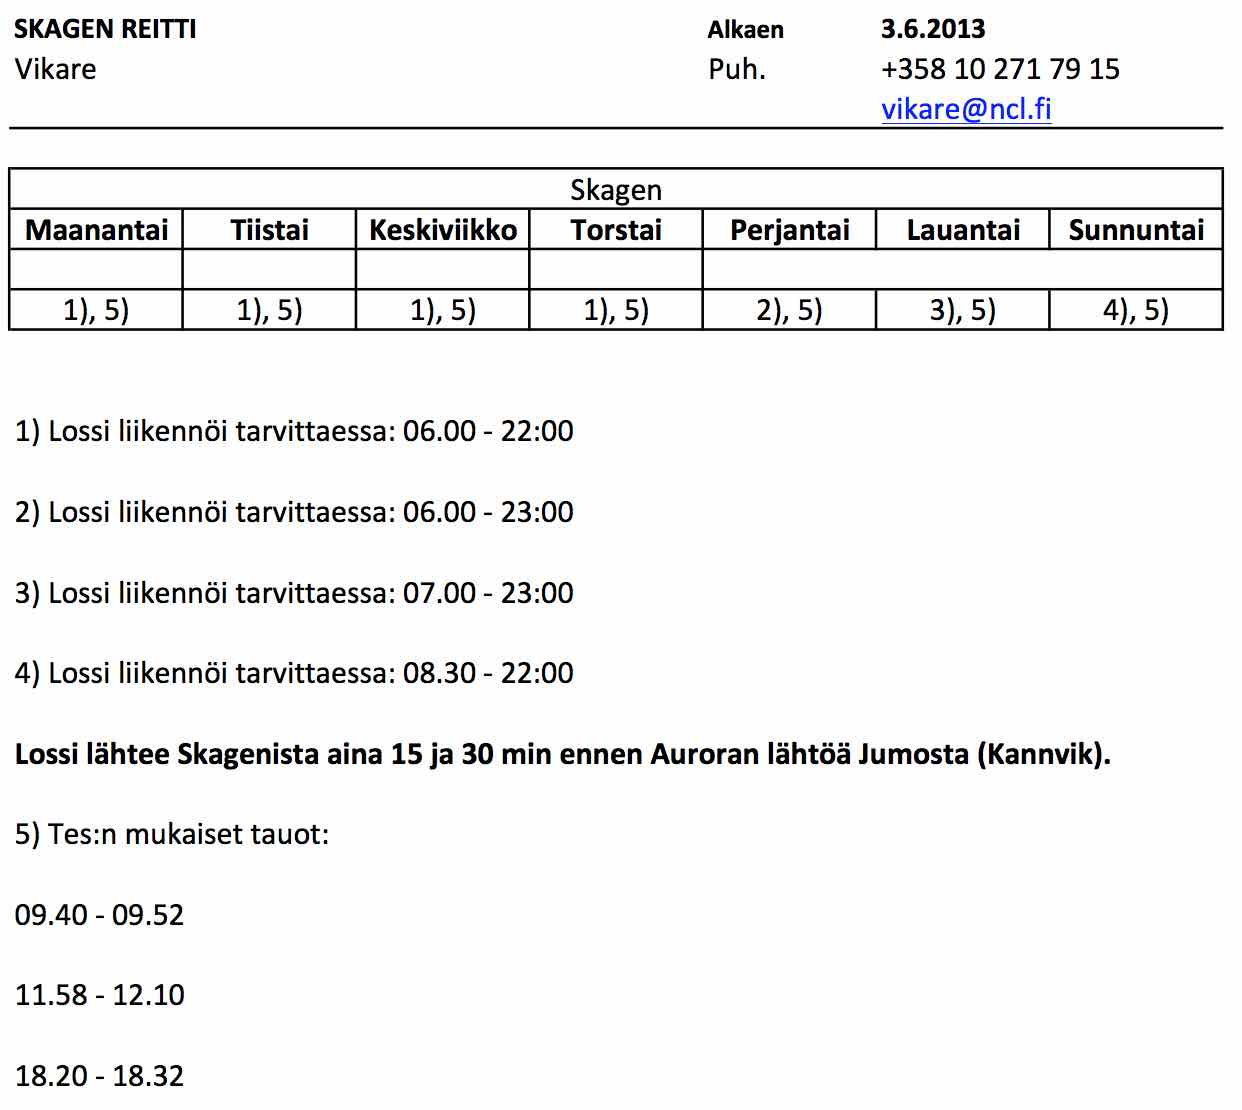 SKAGEN REITTI Alkaen 3.6.2013
Vikare Puh. +358 10 271 79 15
vikare@ncl.fi
Skagen
Maanantai Tiistai Keskiviikko Torstai Perjantai Lauantai Sunnuntai
1), 5) 1), 5) 1), 5) 1), 5) 2), 5) 3), 5) 4), 5)
1) Lossi liikennöi tarvittaessa: 06.00 - 22:00
2) Lossi liikennöi tarvittaessa: 06.00 - 23:00
3) Lossi liikennöi tarvittaessa: 07.00 - 23:00
4) Lossi liikennöi tarvittaessa: 08.30 - 22:00
Lossi lähtee Skagenista aina 15 ja 30 min ennen Auroran lähtöä Jumosta (Kannvik).
5) Tes:n mukaiset tauot:
09.40 - 09.52
11.58 - 12.10
18.20 - 18.32